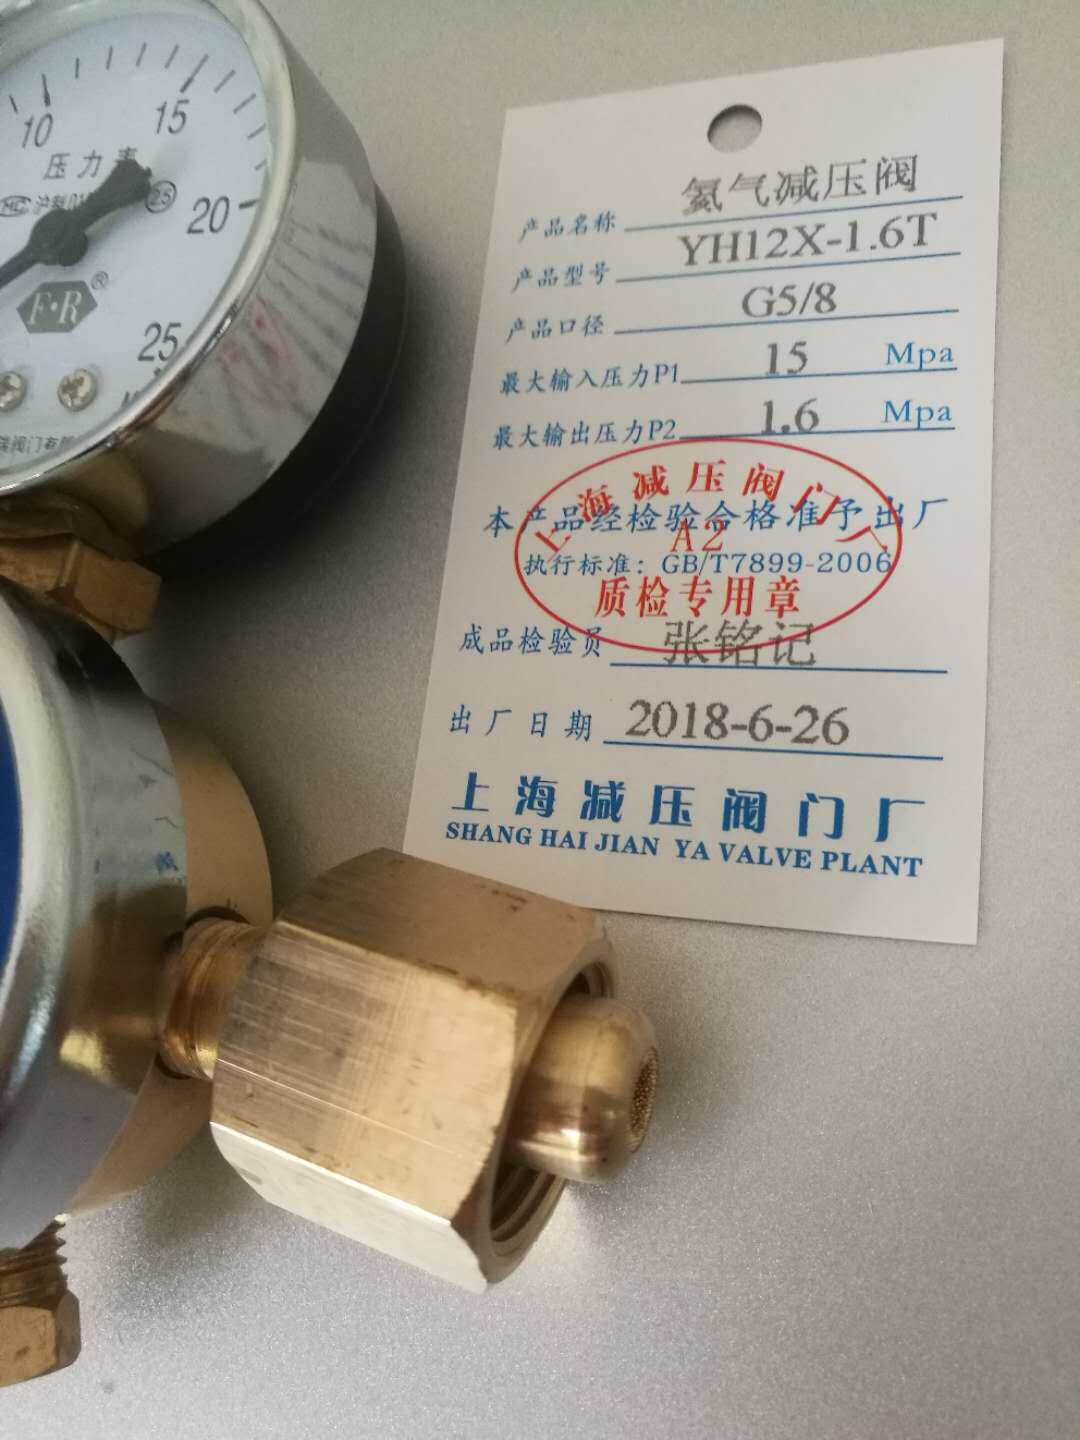 10
15
20
25
压力表
2.5
F·R®
产品名称 氦气减压阀
产品型号 YH12X-1.6T
产品口径 G5/8
最大输入压力P1 15 Mpa
最大输出压力P2 1.6 Mpa
上海减压阀门厂
本产品经检验合格准予出厂
A2
执行标准：GB/T7899-2006
质检专用章
成品检验员 张铭记
出厂日期 2018-6-26
上海减压阀门厂
SHANG HAI JIAN YA VALVE PLANT